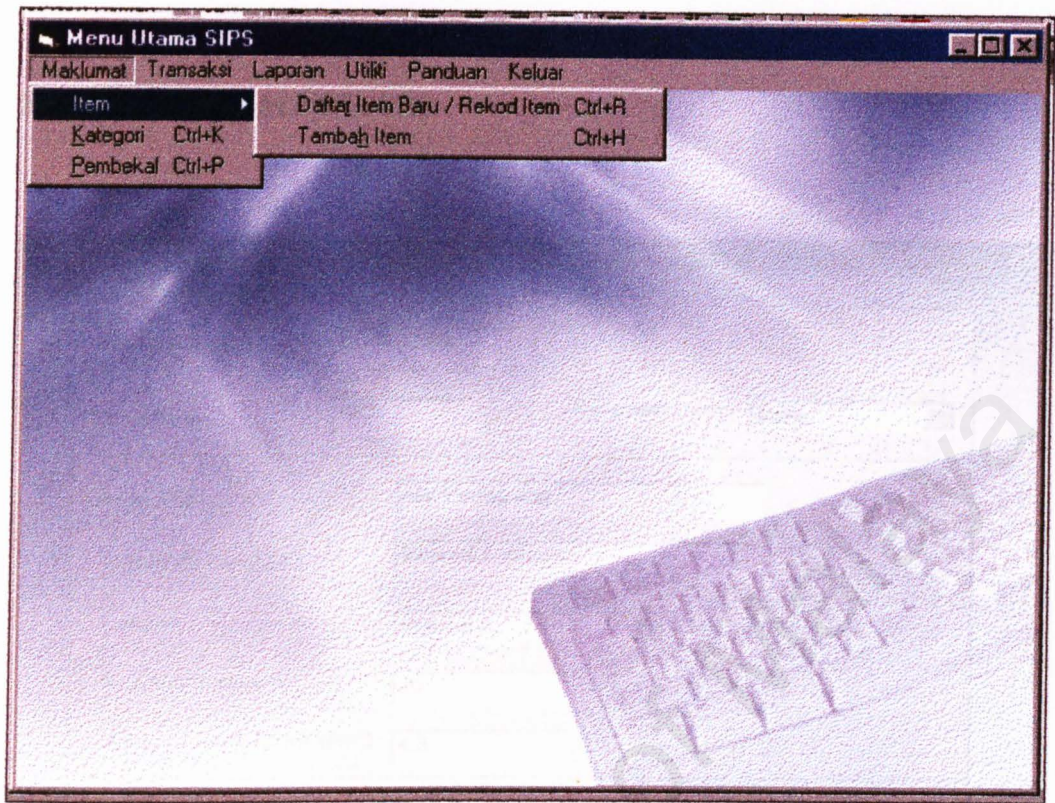 Menu Utama SIPS
Maklumat Transaksi Laporan Utiliti Panduan Keluar
Item
Kategori Ctrl+K
Pembekal Ctrl+P
Daftar Item Baru / Rekod Item Ctrl+R
Tambah Item Ctrl+H